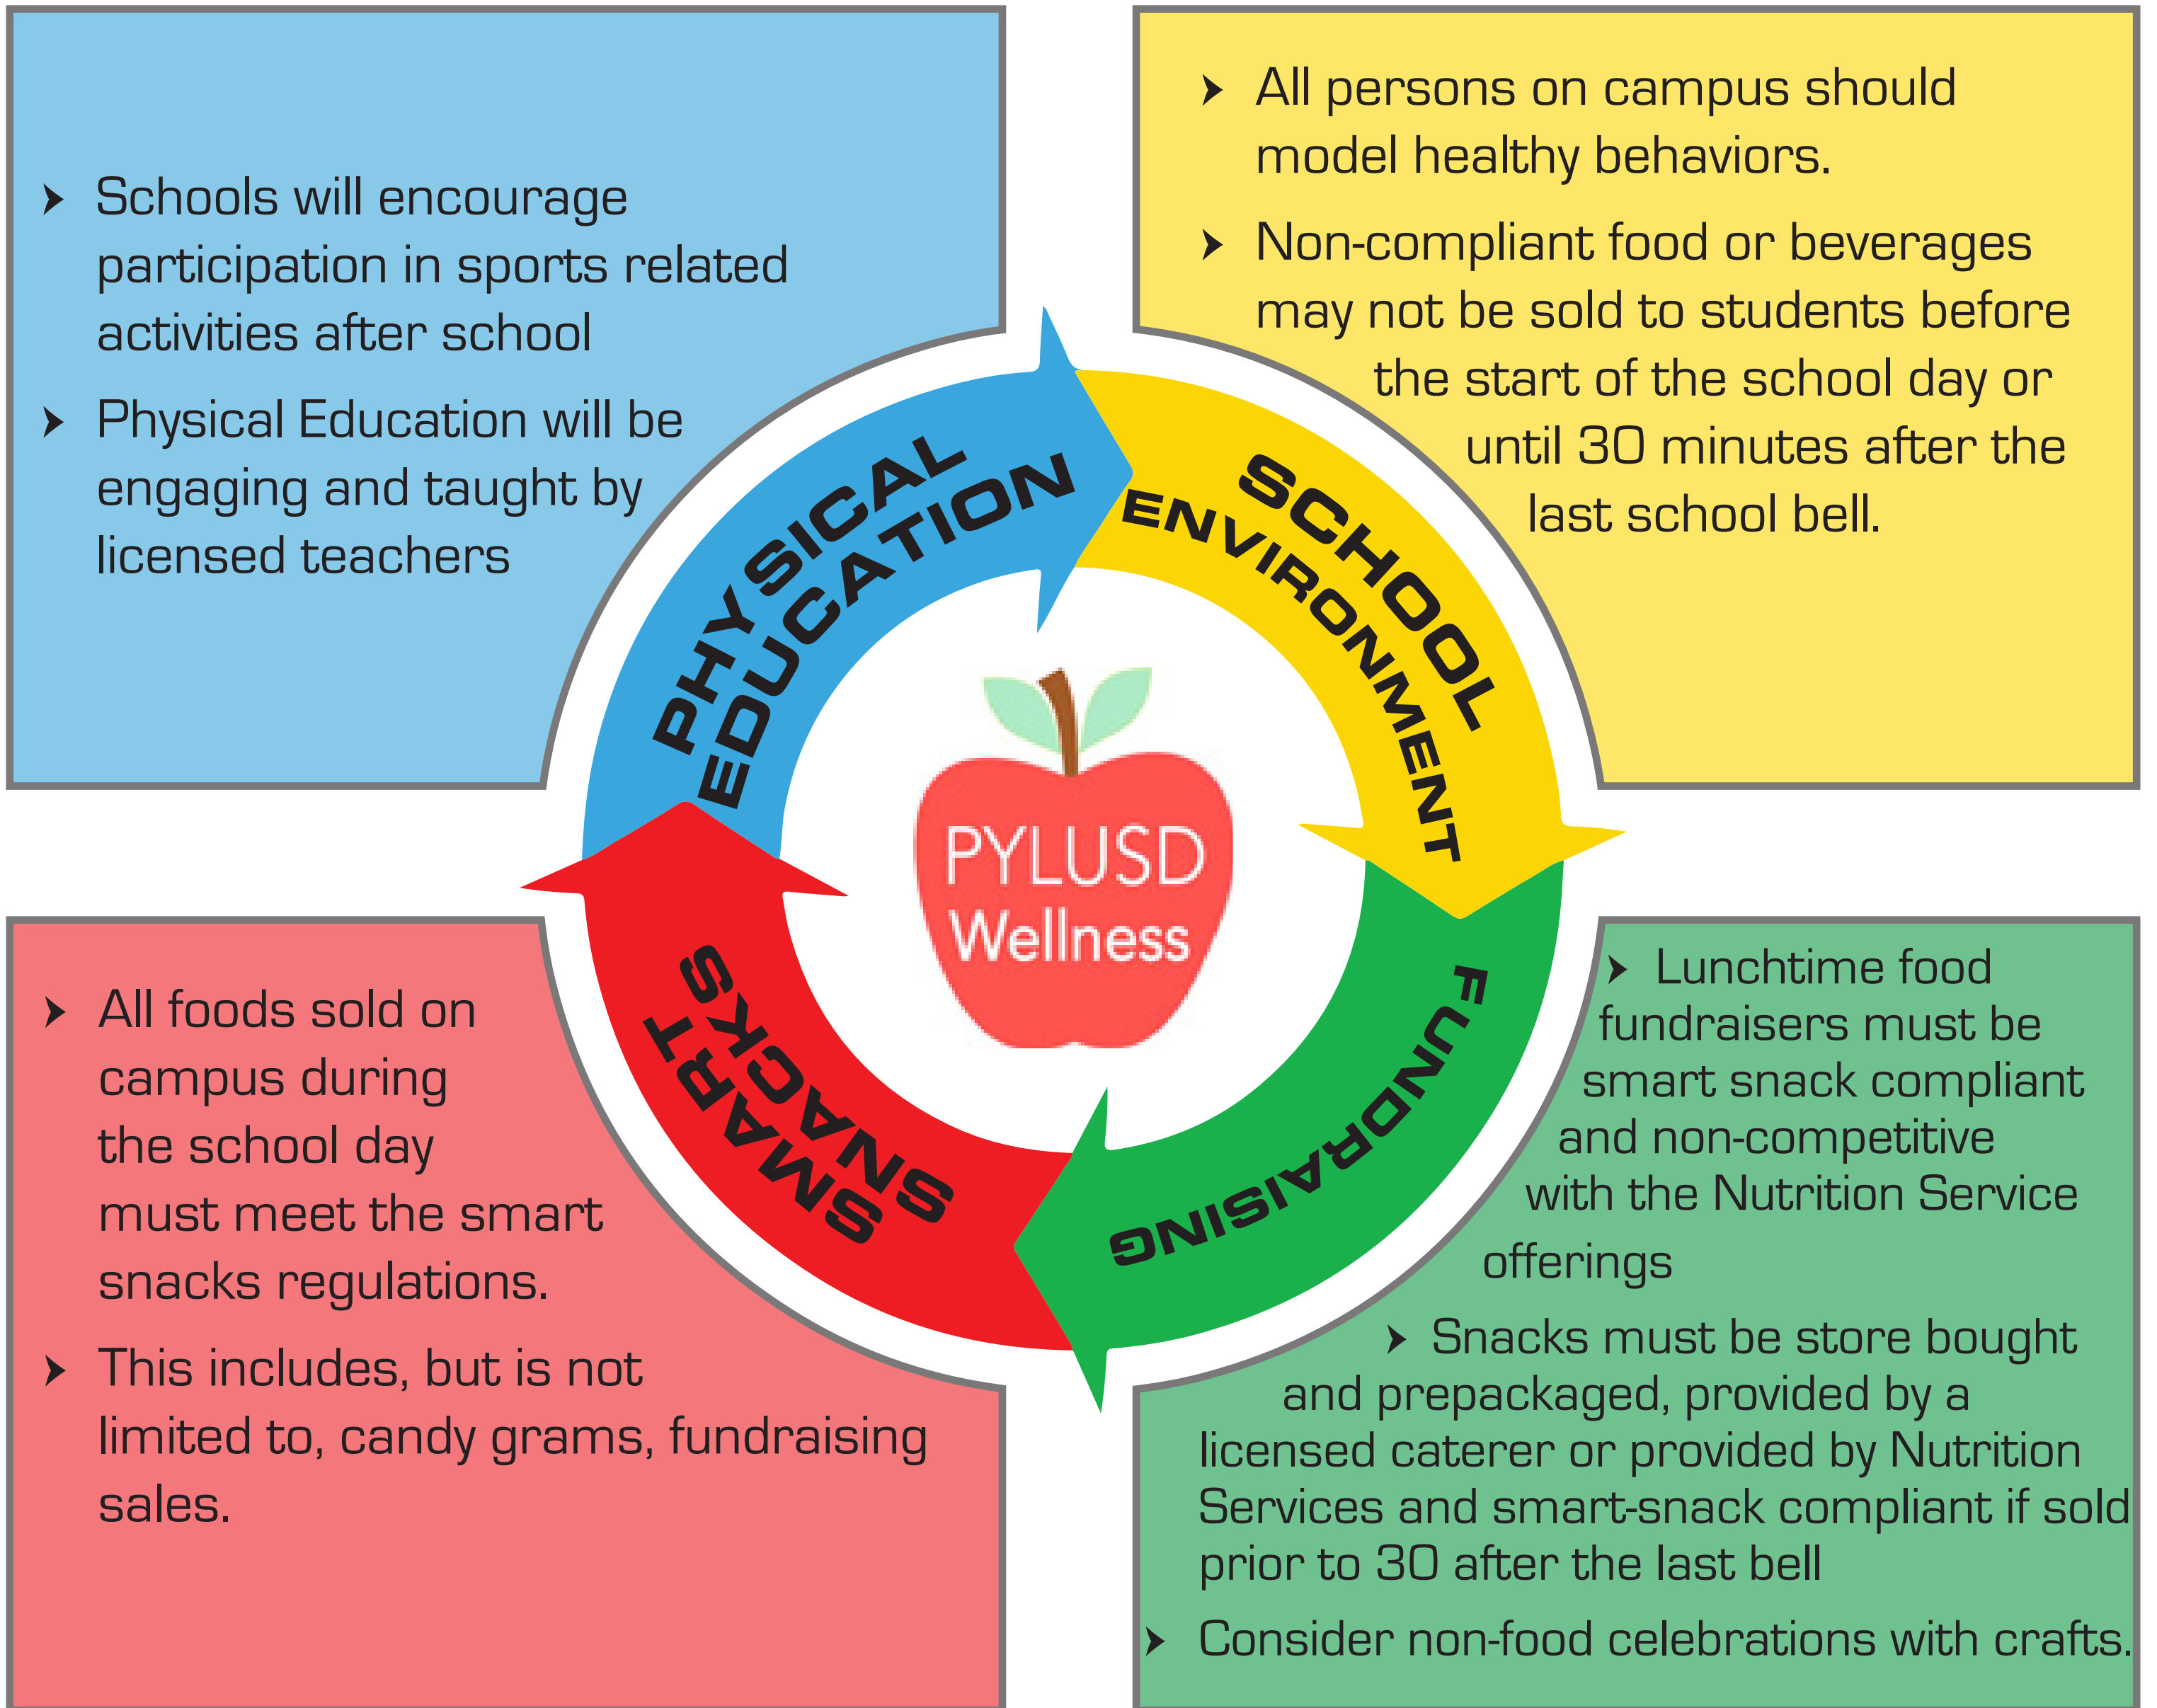 ➤ Schools will encourage
participation in sports related
activities after school
➤ Physical Education will be
engaging and taught by
licensed teachers
➤ All persons on campus should
model healthy behaviors.
➤ Non-compliant food or beverages
may not be sold to students before
the start of the school day or
until 30 minutes after the
last school bell.
PHYSICAL
EDUCATION
SCHOOL
ENVIRONMENT
PYLUSD
Wellness
SMART
SNACKS
FUNDRAISING
➤ All foods sold on
campus during
the school day
must meet the smart
snacks regulations.
➤ This includes, but is not
limited to, candy grams, fundraising
sales.
➤ Lunchtime food
fundraisers must be
smart snack compliant
and non-competitive
with the Nutrition Service
offerings
➤ Snacks must be store bought
and prepackaged, provided by a
licensed caterer or provided by Nutrition
Services and smart-snack compliant if sold
prior to 30 after the last bell
➤ Consider non-food celebrations with crafts.